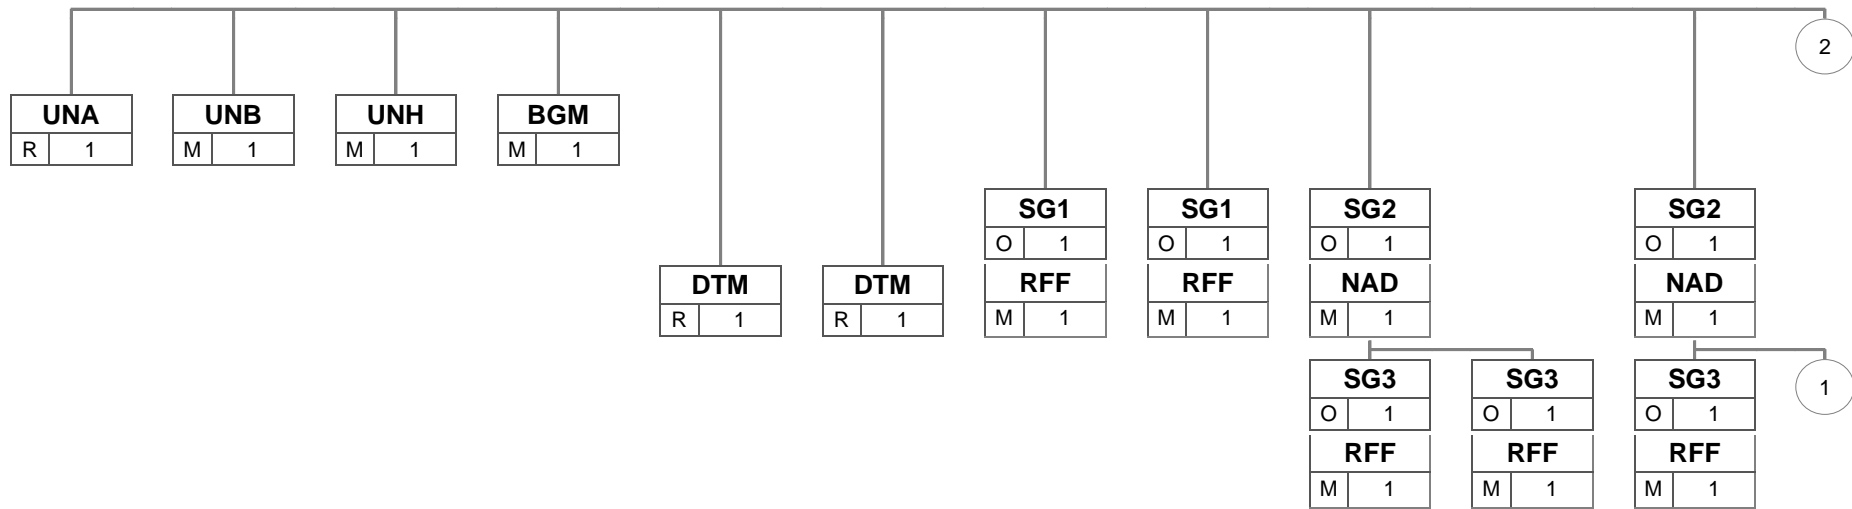 2
UNA UNB UNH BGM
R 1 M 1 M 1 M 1
SG1 SG1 SG2 SG2
O 1 O 1 O 1 O 1
DTM DTM RFF RFF NAD NAD
R 1 R 1 M 1 M 1 M 1 M 1
SG3 SG3 SG3 1
O 1 O 1 O 1
RFF RFF RFF
M 1 M 1 M 1